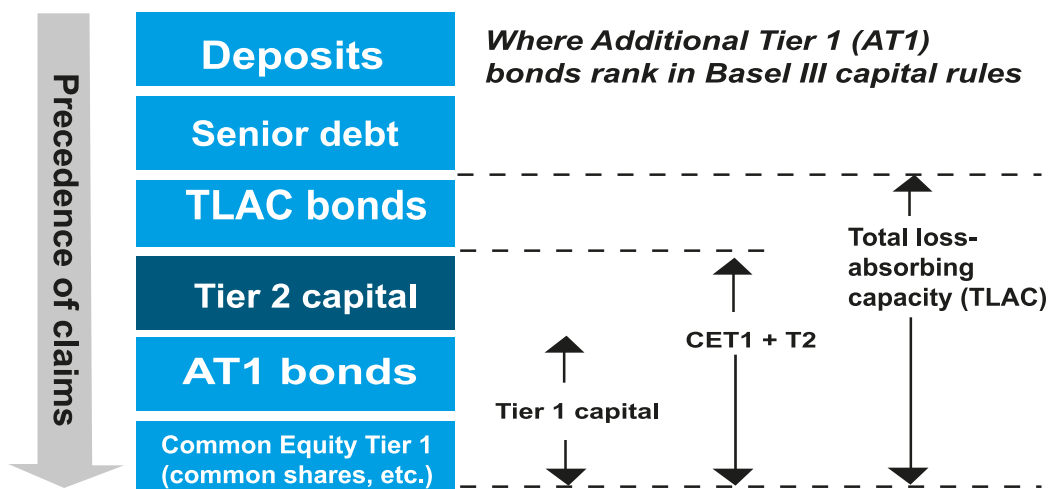 Precedence of claims
Deposits
Senior debt
TLAC bonds
Tier 2 capital
AT1 bonds
Common Equity Tier 1
(common shares, etc.)
Where Additional Tier 1 (AT1)
bonds rank in Basel III capital rules
Tier 1 capital
CET1 + T2
Total loss-
absorbing
capacity (TLAC)